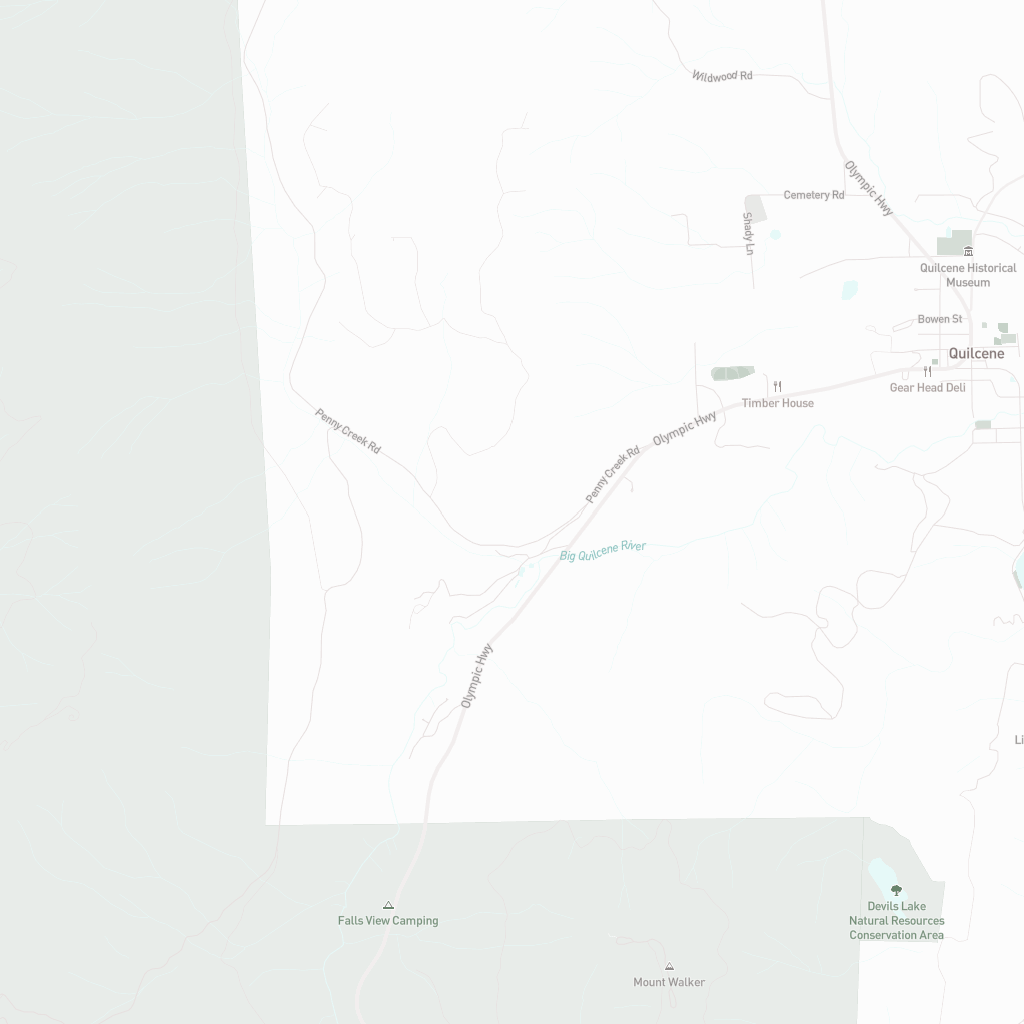 Wildwood Rd
Olympic Hwy
Cemetery Rd
Shady Ln
Quilcene Historical
Museum
Bowen St
Quilcene
Gear Head Deli
Timber House
Olympic Hwy
Penny Creek Rd
Penny Creek Rd
Big Quilcene River
Olympic Hwy
Li
Devils Lake
Natural Resources
Conservation Area
Falls View Camping
Mount Walker